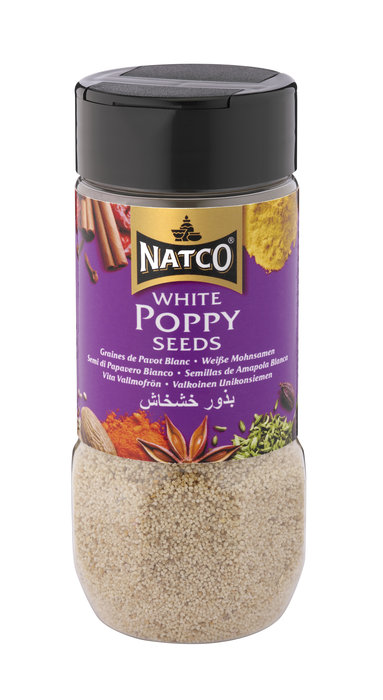 NATCO®
WHITE
POPPY
SEEDS
Graines de Pavot Blanc • Weiße Mohnsamen
Semi di Papavero Bianco • Semillas de Amapola Blanca
Vita Vallmofrön • Valkoinen Unikonsiemen
بذور خشخاش